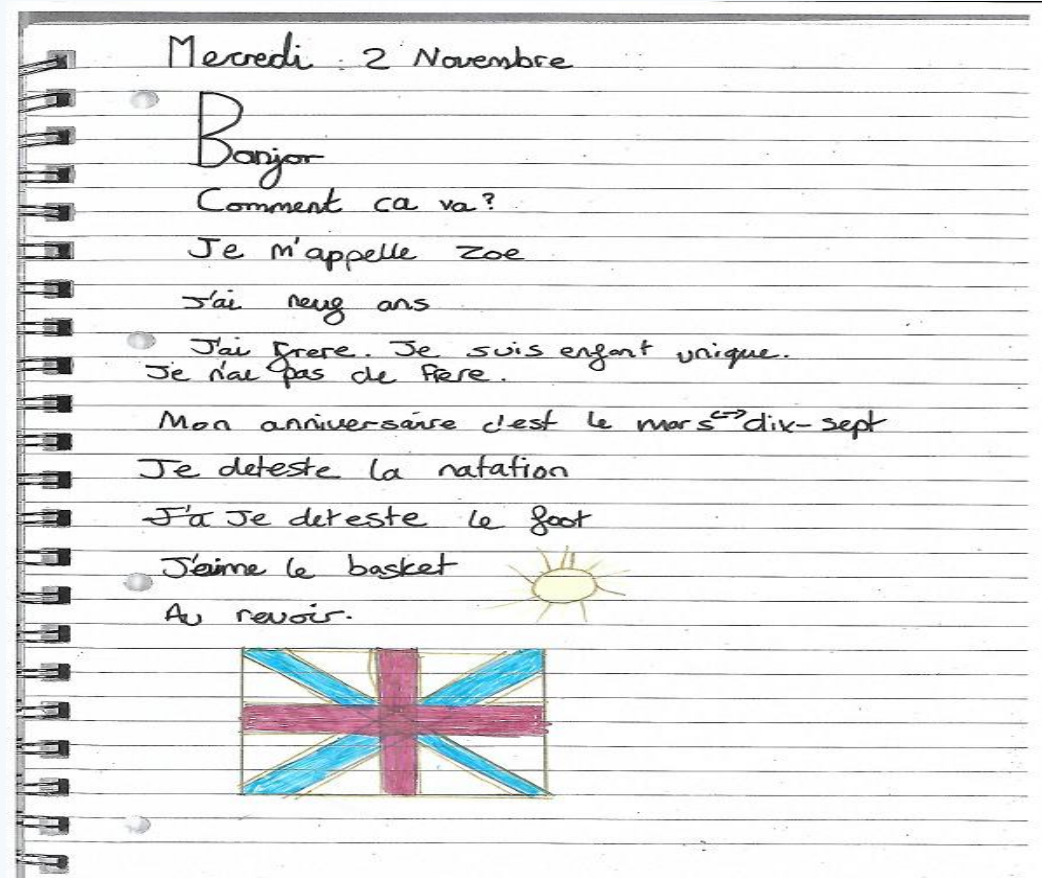 Mecredi 2 Novembre
Bonjor
Comment ca va?
Je m'appelle zoe
J'ai neuf ans
J'ai frere. Je suis enfant unique.
Je n'ai pas de frere.
Mon anniversaire c'est le mars ↔ dix-sept
Je deteste la natation
J'a Je deteste le foot
J'aime le basket
Au revoir.